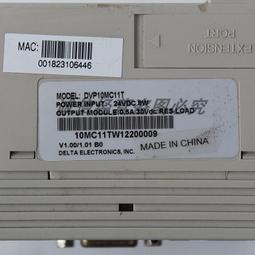 EXTENSION
PORT
MAC:
001823106446
MODEL: DVP10MC11T
POWER INPUT : 24VDC 8W
OUTPUT MODULE:0.5A 30Vdc RES.LOAD
10MC11TW12200009
V1.00/1.01 B0
DELTA ELECTRONICS, INC.
MADE IN CHINA